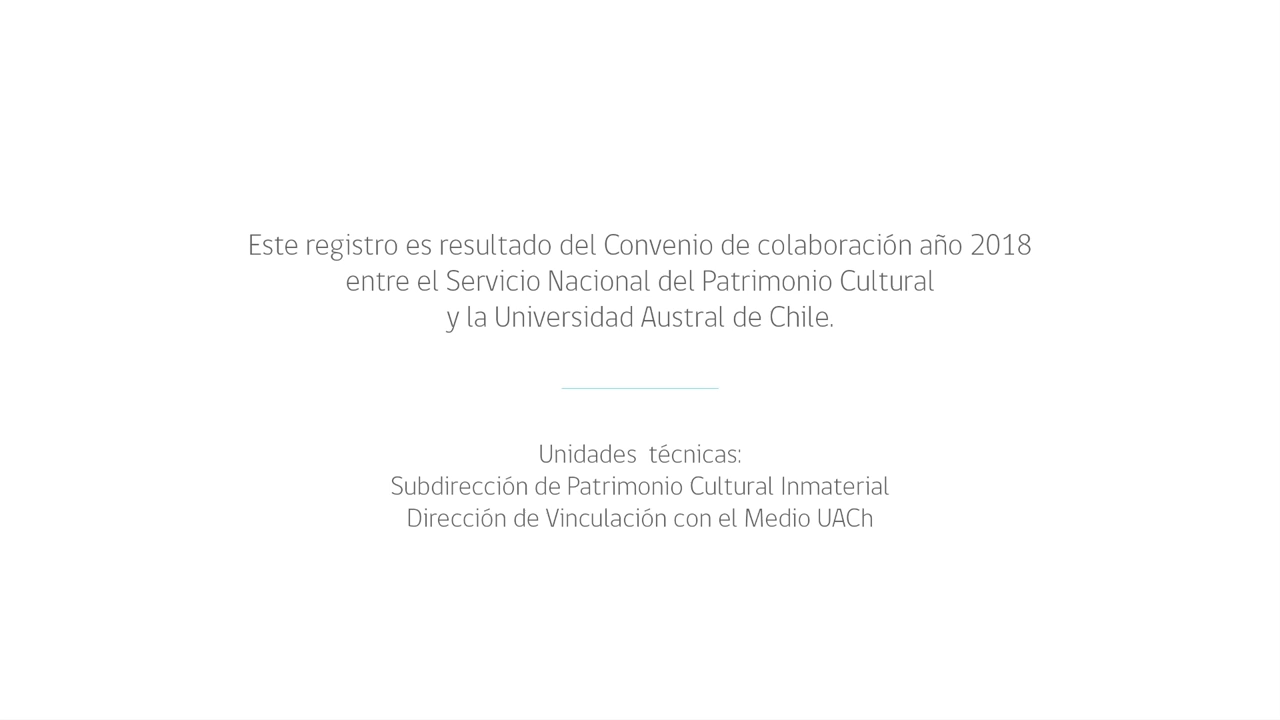 Este registro es resultado del Convenio de colaboración año 2018
entre el Servicio Nacional del Patrimonio Cultural
y la Universidad Austral de Chile.
Unidades técnicas:
Subdirección de Patrimonio Cultural Inmaterial
Dirección de Vinculación con el Medio UACh